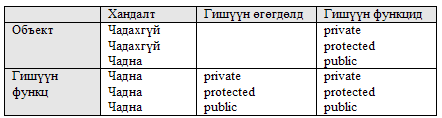 Хандалт Гишүүн өгөгдөлд Гишүүн функцид
Объект Чадахгүй private
Чадахгүй protected
Чадна public
Гишүүн Чадна private private
функц Чадна protected protected
Чадна public public